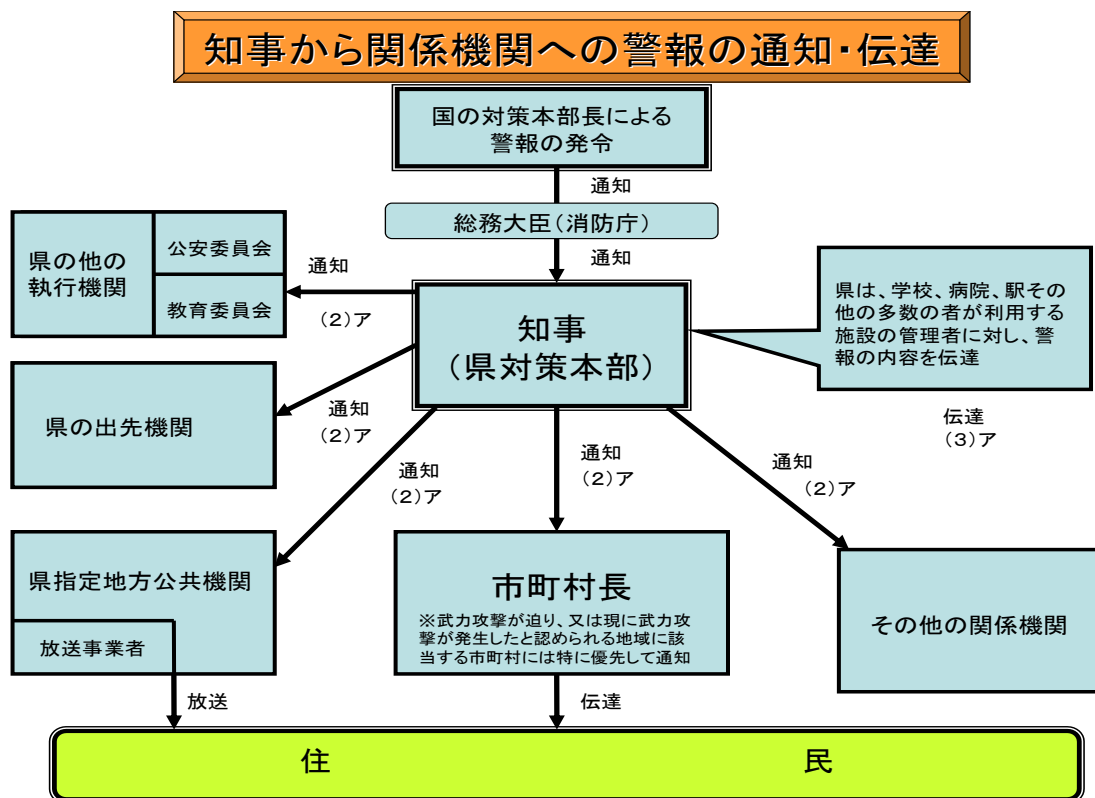 知事から関係機関への警報の通知･伝達
国の対策本部長による
警報の発令
通知
総務大臣(消防庁)
通知
県の他の
執行機関
公安委員会
教育委員会
通知
(2)ア
知事
(県対策本部)
県は、学校、病院、駅その
他の多数の者が利用する
施設の管理者に対し、警
報の内容を伝達
伝達
(3)ア
県の出先機関
通知
(2)ア
通知
(2)ア
通知
(2)ア
通知
(2)ア
県指定地方公共機関
放送事業者
市町村長
※武力攻撃が迫り、又は現に武力攻
撃が発生したと認められる地域に該
当する市町村には特に優先して通知
その他の関係機関
放送
伝達
住 民